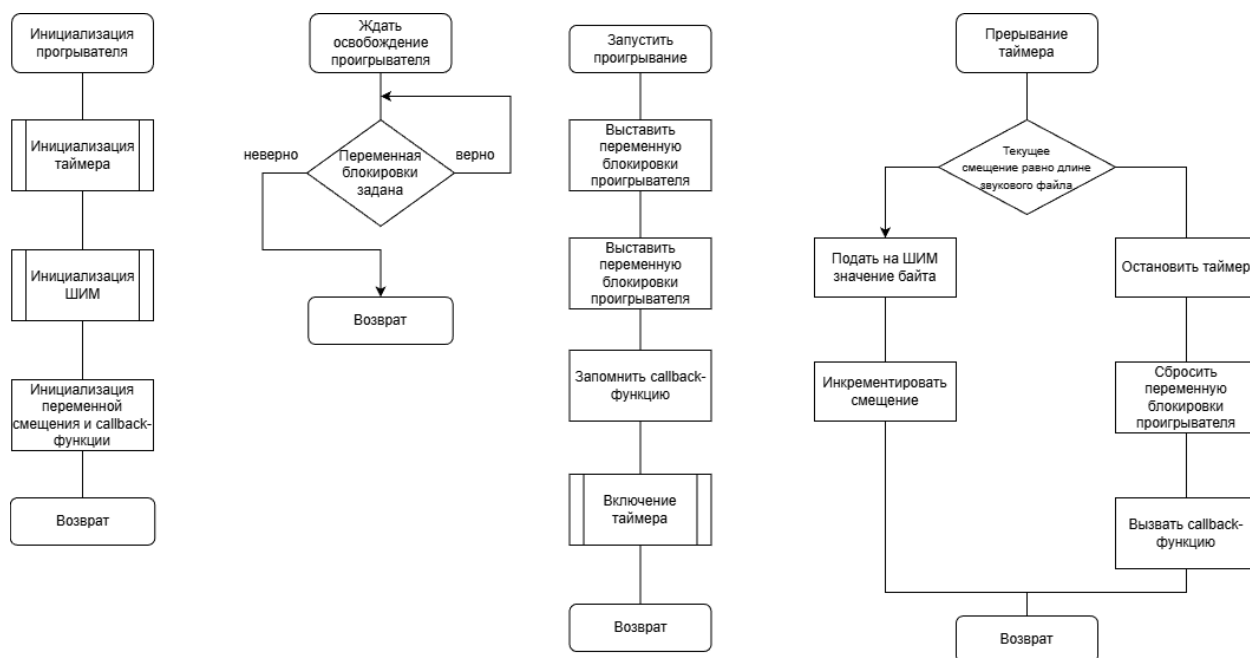 Инициализация
прогрывателя
Инициализация
таймера
Инициализация
ШИМ
Инициализация
переменной
смещения и callback-
функции
Возврат
Ждать
освобождение
проигрывателя
неверно
Переменная
блокировки
задана
верно
Возврат
Запустить
проигрывание
Выставить
переменную
блокировки
проигрывателя
Выставить
переменную
блокировки
проигрывателя
Запомнить callback-
функцию
Включение
таймера
Возврат
Прерывание
таймера
Текущее
смещение равно длине
звукового файла
Подать на ШИМ
значение байта
Инкрементировать
смещение
Остановить таймер
Сбросить
переменную
блокировки
проигрывателя
Вызвать callback-
функцию
Возврат